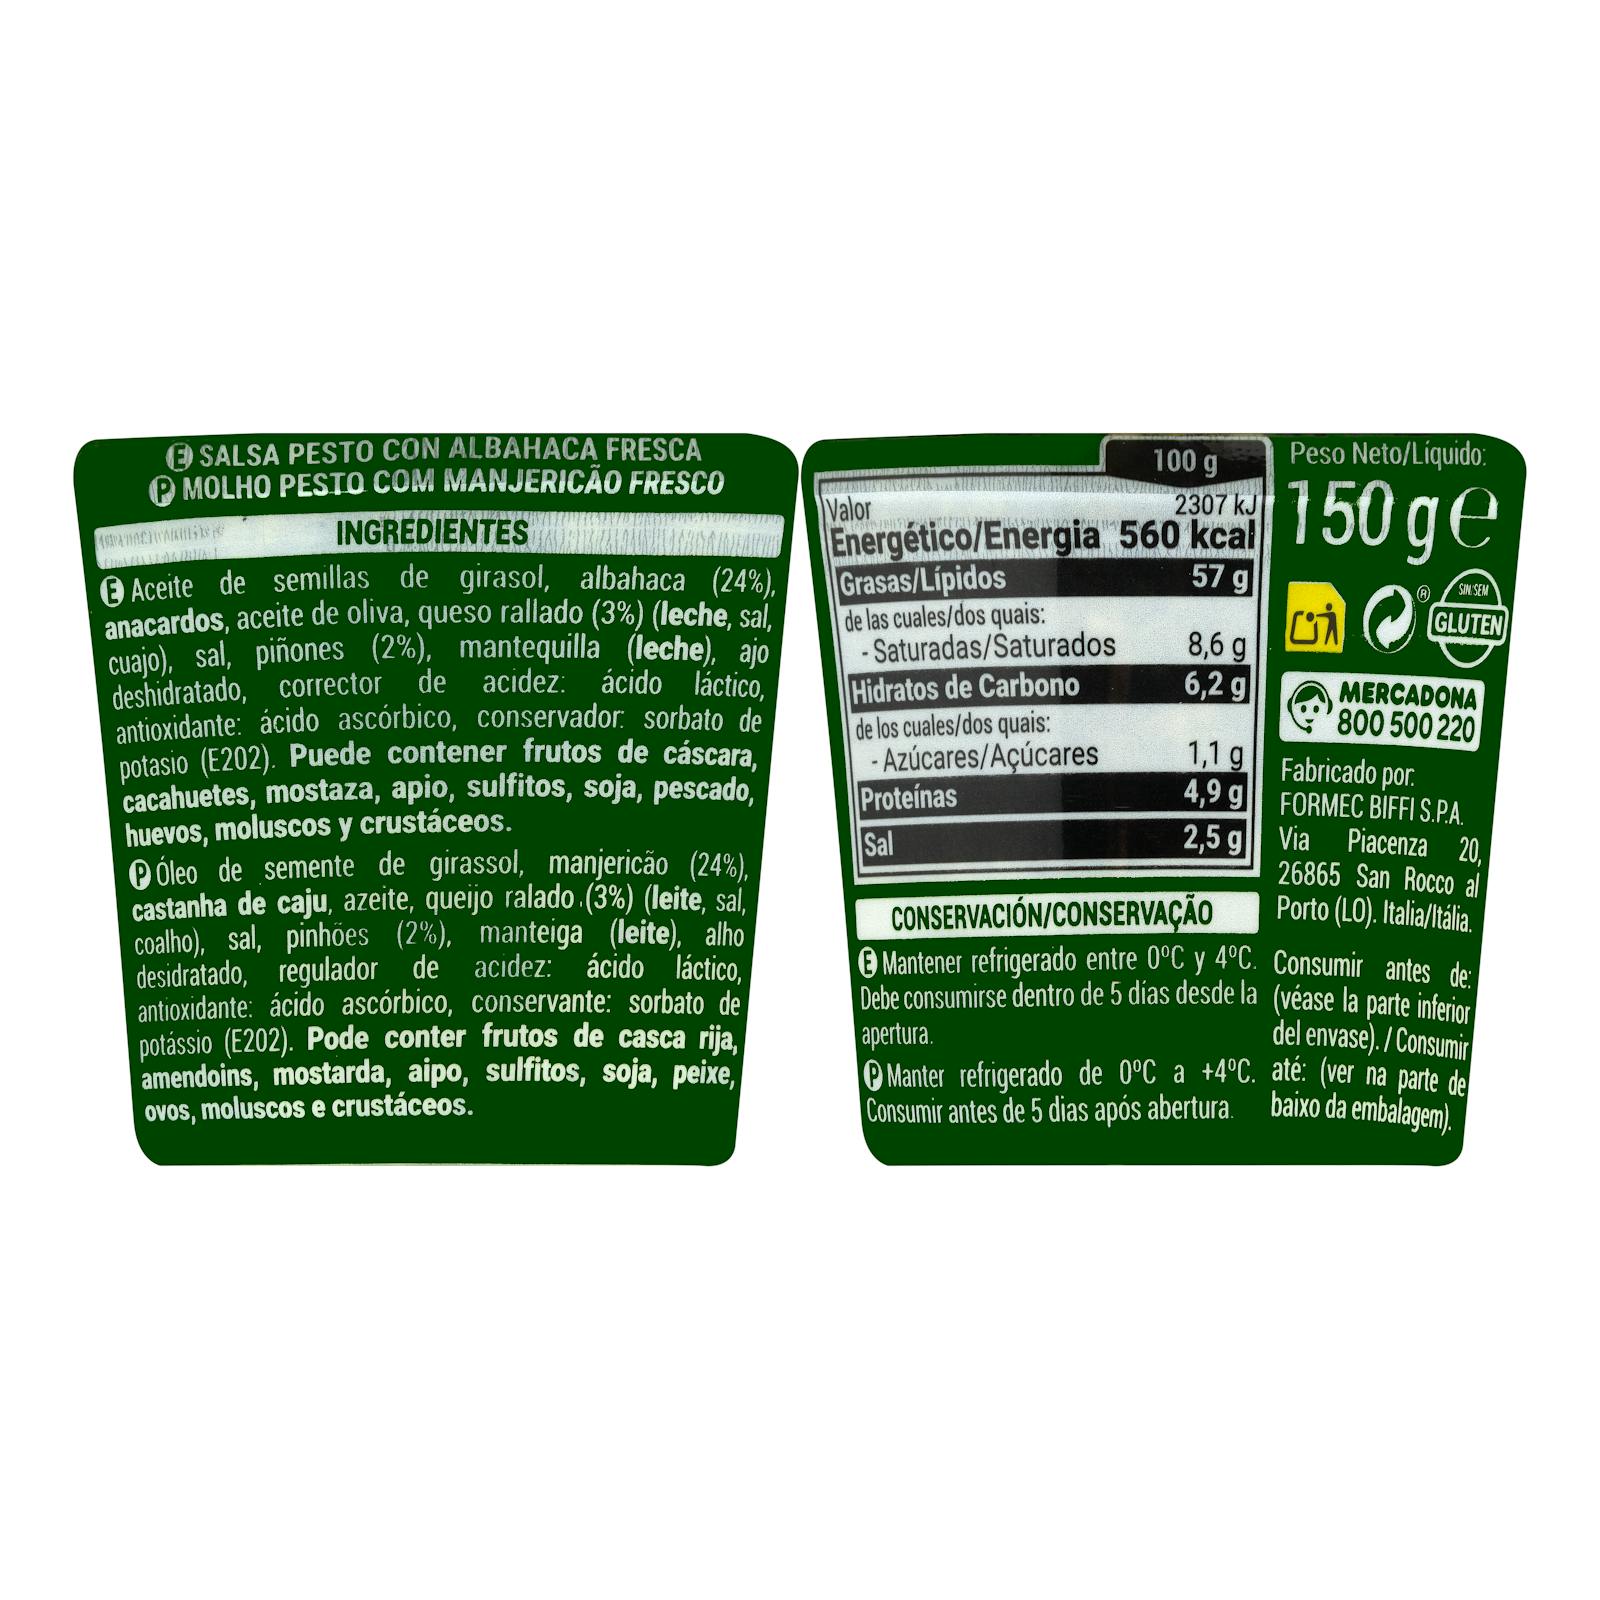 E SALSA PESTO CON ALBAHACA FRESCA
P MOLHO PESTO COM MANJERICÃO FRESCO
INGREDIENTES
E Aceite de semillas de girasol, albahaca (24%),
anacardos, aceite de oliva, queso rallado (3%) (leche, sal,
cuajo), sal, piñones (2%), mantequilla (leche), ajo
deshidratado, corrector de acidez: ácido láctico,
antioxidante: ácido ascórbico, conservador: sorbato de
potasio (E202). Puede contener frutos de cáscara,
cacahuetes, mostaza, apio, sulfitos, soja, pescado,
huevos, moluscos y crustáceos.
P Óleo de semente de girassol, manjericão (24%),
castanha de caju, azeite, queijo ralado (3%) (leite, sal,
coalho), sal, pinhões (2%), manteiga (leite), alho
desidratado, regulador de acidez: ácido láctico,
antioxidante: ácido ascórbico, conservante: sorbato de
potássio (E202). Pode conter frutos de casca rija,
amendoins, mostarda, aipo, sulfitos, soja, peixe,
ovos, moluscos e crustáceos.
100 g
Valor 2307 kJ
Energético/Energia 560 kcal
Grasas/Lípidos 57 g
de las cuales/dos quais:
- Saturadas/Saturados 8,6 g
Hidratos de Carbono 6,2 g
de los cuales/dos quais:
- Azúcares/Açúcares 1,1 g
Proteínas 4,9 g
Sal 2,5 g
CONSERVACIÓN/CONSERVAÇÃO
E Mantener refrigerado entre 0ºC y 4ºC.
Debe consumirse dentro de 5 días desde la
apertura.
P Manter refrigerado de 0ºC a +4ºC.
Consumir antes de 5 dias após abertura.
Peso Neto/Líquido:
150 g e
®
SIN/SEM
GLUTEN
MERCADONA
800 500 220
Fabricado por:
FORMEC BIFFI S.P.A.
Via Piacenza 20,
26865 San Rocco al
Porto (LO). Italia/Itália.
Consumir antes de:
(véase la parte inferior
del envase). / Consumir
até: (ver na parte de
baixo da embalagem).